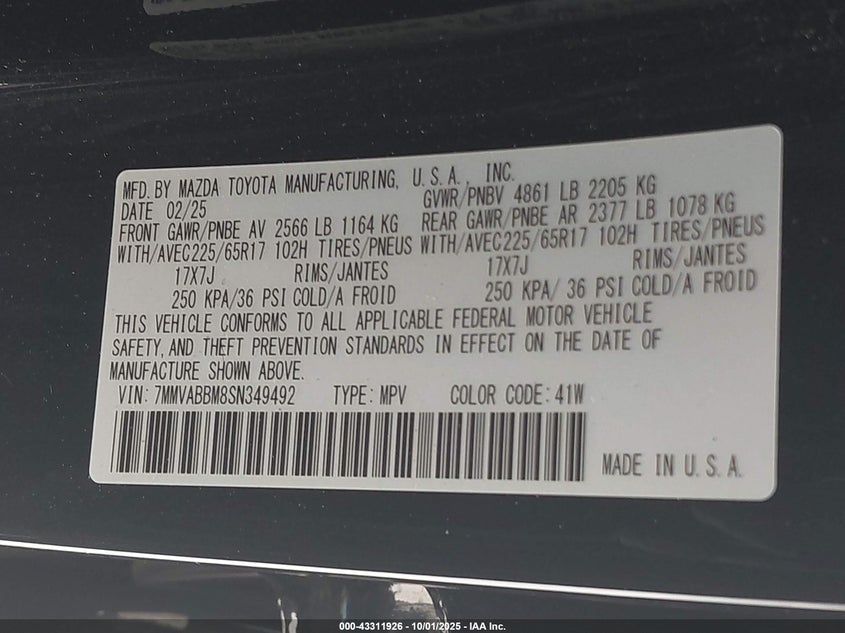 MFD. BY MAZDA TOYOTA MANUFACTURING, U.S.A., INC.
DATE 02/25 GVWR/PNBV 4861 LB 2205 KG
FRONT GAWR/PNBE AV 2566 LB 1164 KG REAR GAWR/PNBE AR 2377 LB 1078 KG
WITH/AVEC225/65R17 102H TIRES/PNEUS WITH/AVEC225/65R17 102H TIRES/PNEUS
17X7J RIMS/JANTES 17X7J RIMS/JANTES
250 KPA/36 PSI COLD/A FROID 250 KPA/ 36 PSI COLD/A FROID
THIS VEHICLE CONFORMS TO ALL APPLICABLE FEDERAL MOTOR VEHICLE
SAFETY, AND THEFT PREVENTION STANDARDS IN EFFECT ON THE DATE OF
MANUFACTURE SHOWN ABOVE.
VIN: 7MMVABBM8SN349492 TYPE: MPV COLOR CODE: 41W
MADE IN U.S.A.
000-43311926 - 10/01/2025 - IAA Inc.